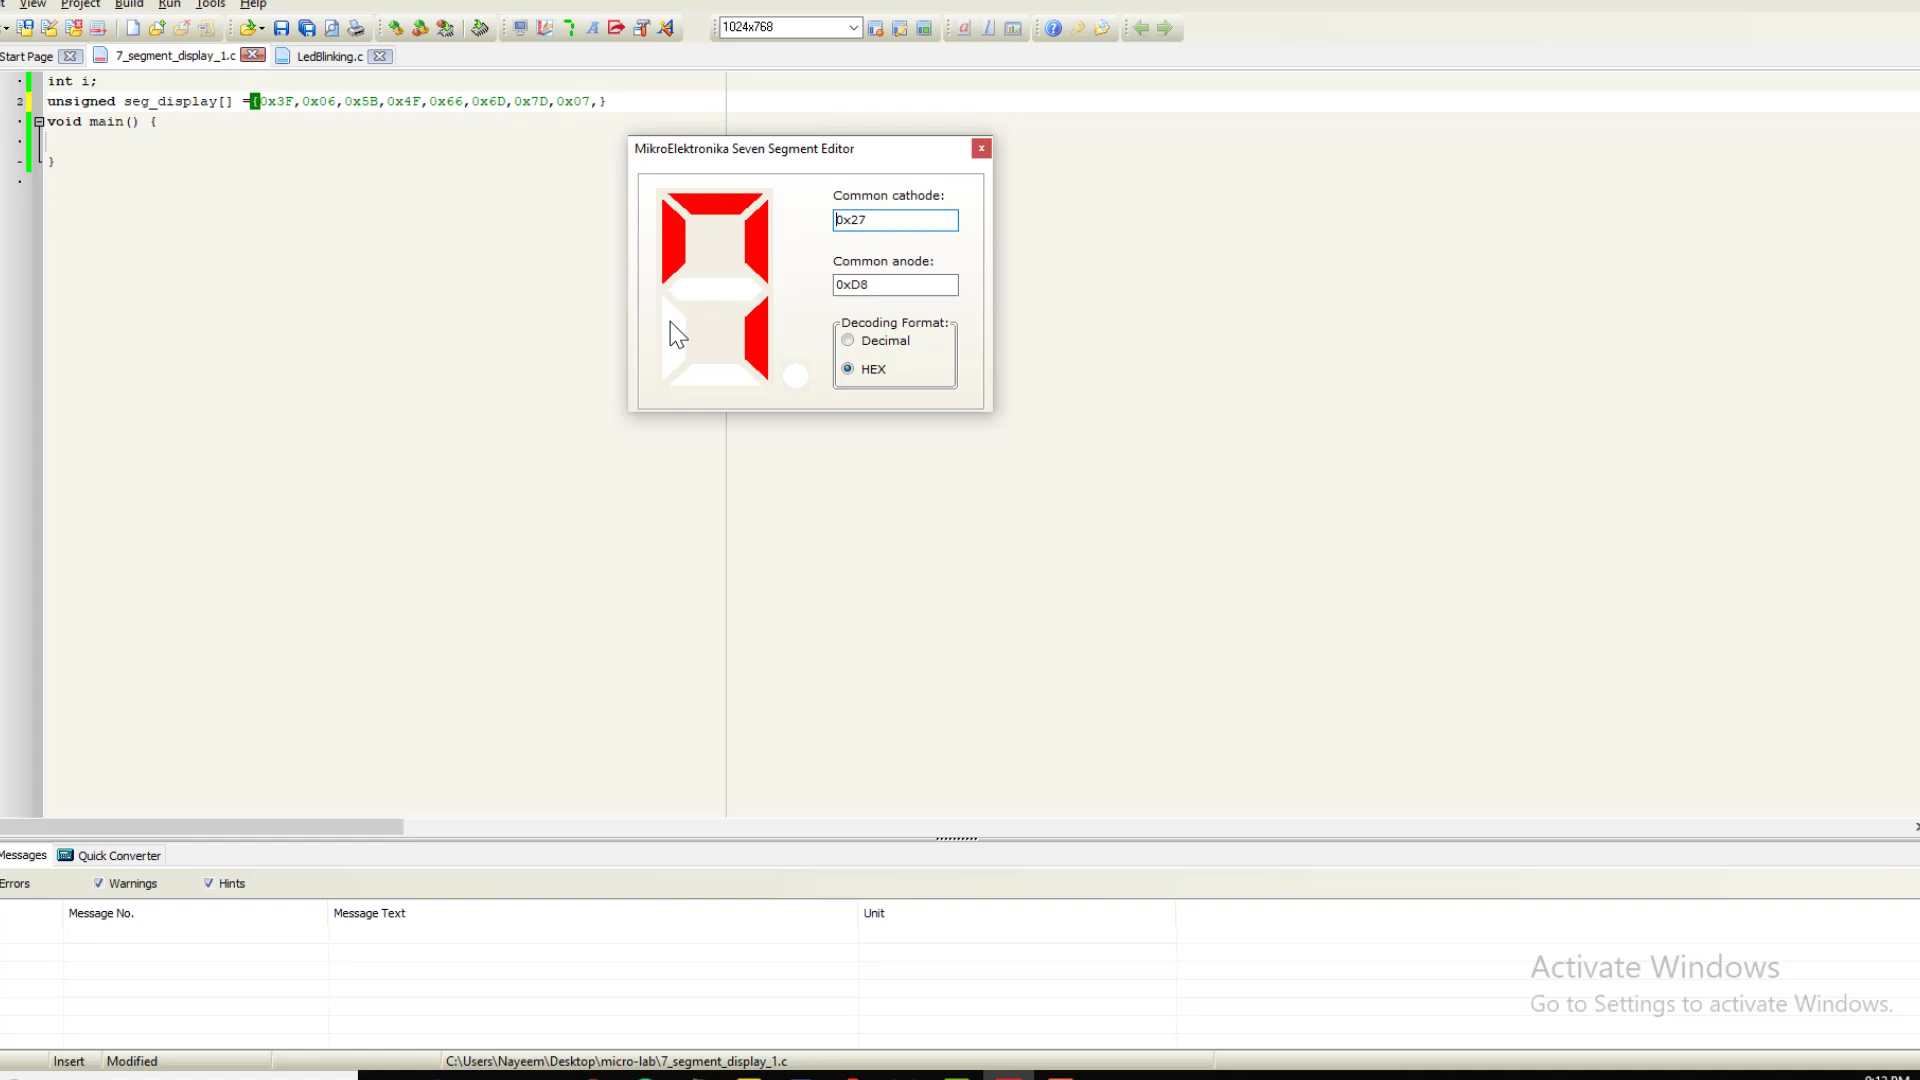 View Project Build Run Tools Help
1024x768
Start Page 7_segment_display_1.c LedBlinking.c
int i;
2 unsigned seg_display[] ={0x3F,0x06,0x5B,0x4F,0x66,0x6D,0x7D,0x07,}
void main() {
}
MikroElektronika Seven Segment Editor
Common cathode:
0x27
Common anode:
0xD8
Decoding Format:
Decimal
HEX
Messages Quick Converter
Errors Warnings Hints
Message No. Message Text Unit
Activate Windows
Go to Settings to activate Windows.
Insert Modified C:\Users\Nayeem\Desktop\micro-lab\7_segment_display_1.c